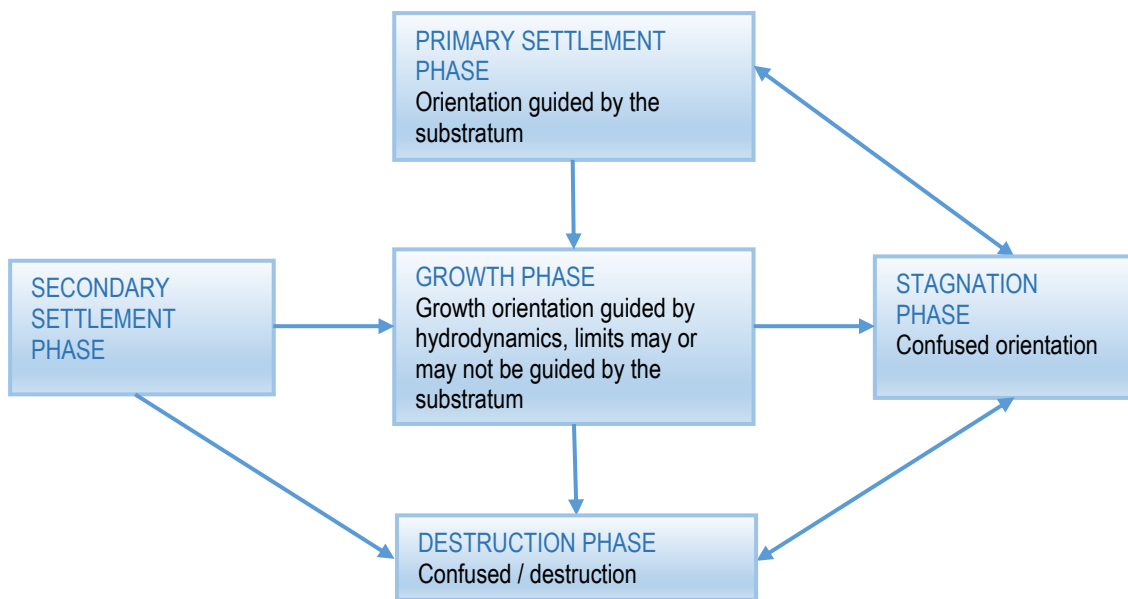 PRIMARY SETTLEMENT
PHASE
Orientation guided by the
substratum
SECONDARY
SETTLEMENT
PHASE
GROWTH PHASE
Growth orientation guided by
hydrodynamics, limits may or
may not be guided by the
substratum
STAGNATION
PHASE
Confused orientation
DESTRUCTION PHASE
Confused / destruction